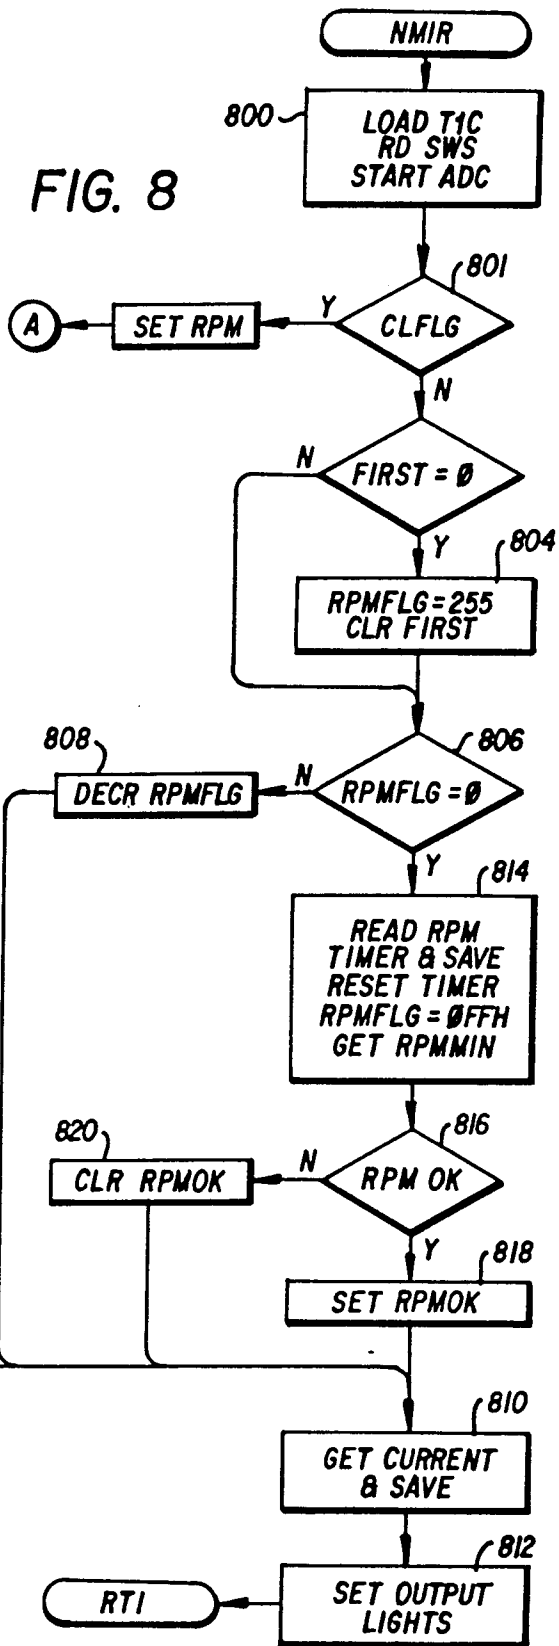 NMIR
800
LOAD T1C
RD SWS
START ADC
FIG. 8
801
CLFLG
Y
SET RPM
A
N
FIRST = Ø
N
Y
804
RPMFLG=255
CLR FIRST
806
RPMFLG=Ø
N
808
DECR RPMFLG
Y
814
READ RPM
TIMER & SAVE
RESET TIMER
RPMFLG=ØFFH
GET RPMMIN
816
RPM OK
N
820
CLR RPMOK
Y
818
SET RPMOK
810
GET CURRENT
& SAVE
812
SET OUTPUT
LIGHTS
RTI